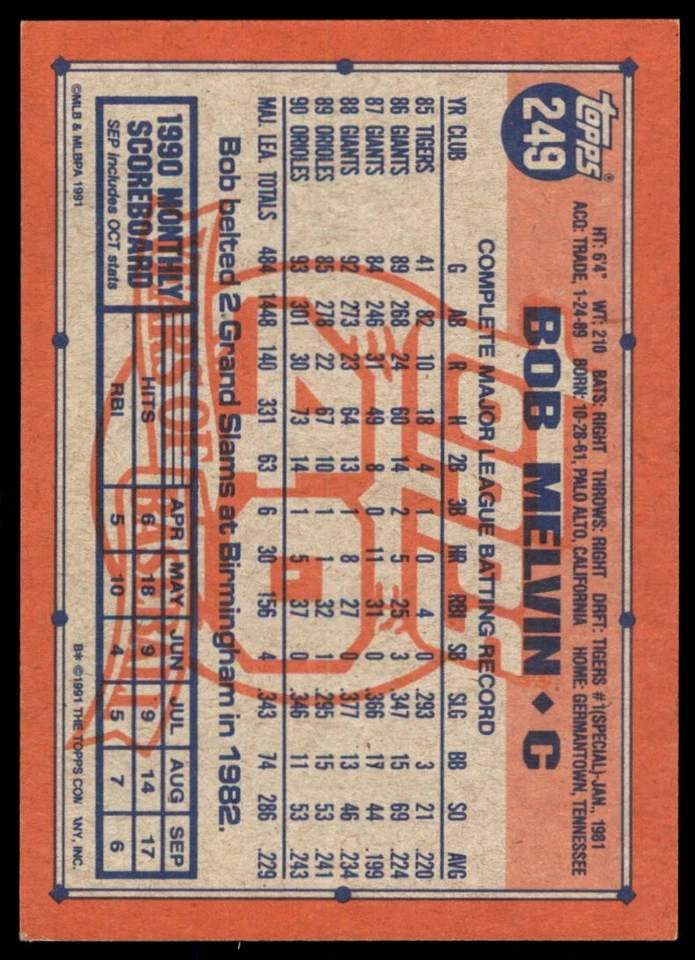 topps®
249
HT: 6'4" WT: 210 BATS: RIGHT THROWS: RIGHT DRFT: TIGERS #1(SPECIAL)-JAN., 1981
ACQ: TRADE, 1-24-89 BORN: 10-28-61, PALO ALTO, CALIFORNIA HOME: GERMANTOWN, TENNESSEE
BOB MELVIN ♦ C
COMPLETE MAJOR LEAGUE BATTING RECORD
YR CLUB G AB R H 2B 3B HR RBI SB SLG BB SO AVG
85 TIGERS 41 82 10 18 4 1 0 4 0 .293 3 21 .220
86 GIANTS 89 268 24 60 14 2 5 25 3 .347 15 69 .224
87 GIANTS 84 246 31 49 8 0 11 31 0 .366 17 44 .199
88 GIANTS 92 273 23 64 13 1 8 27 0 .377 13 46 .234
89 ORIOLES 85 278 22 67 10 1 1 32 1 .295 15 53 .241
90 ORIOLES 93 301 30 73 14 1 5 37 0 .346 11 53 .243
MAJ. LEA. TOTALS 484 1448 140 331 63 6 30 156 4 .343 74 286 .229
Bob belted 2 Grand Slams at Birmingham in 1982.
40
YEARS OF BASEBALL
1990 MONTHLY
SCOREBOARD
SEP includes OCT stats
APR MAY JUN JUL AUG SEP
HITS 6 18 9 9 14 17
RBI 5 10 4 5 7 6
©MLB & MLBPA 1991
B* ©1991 THE TOPPS COM ANY, INC.